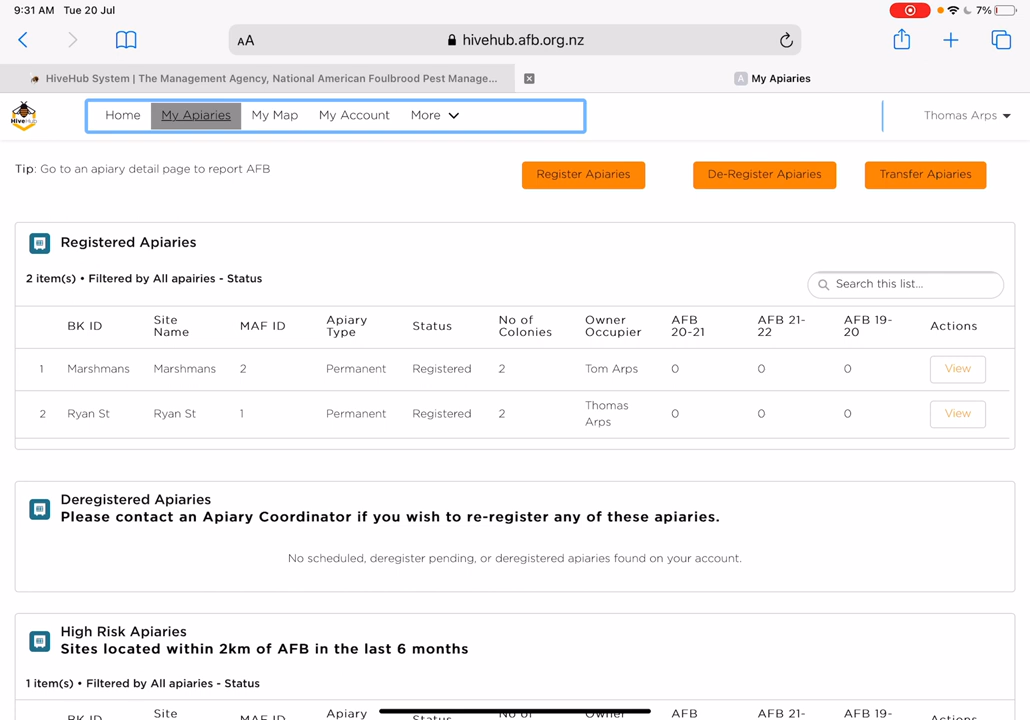 9:31 AM Tue 20 Jul
7%
AA
hivehub.afb.org.nz
HiveHub System | The Management Agency, National American Foulbrood Pest Manage...
A My Apiaries
HiveHub
Home My Apiaries My Map My Account More
Thomas Arps
Tip: Go to an apiary detail page to report AFB
Register Apiaries De-Register Apiaries Transfer Apiaries
Registered Apiaries
2 item(s) • Filtered by All apairies - Status
Search this list...
BK ID Site Name MAF ID Apiary Type Status No of Colonies Owner Occupier AFB 20-21 AFB 21-22 AFB 19-20 Actions
1 Marshmans Marshmans 2 Permanent Registered 2 Tom Arps 0 0 0 View
2 Ryan St Ryan St 1 Permanent Registered 2 Thomas Arps 0 0 0 View
Deregistered Apiaries
Please contact an Apiary Coordinator if you wish to re-register any of these apiaries.
No scheduled, deregister pending, or deregistered apiaries found on your account.
High Risk Apiaries
Sites located within 2km of AFB in the last 6 months
1 item(s) • Filtered by All apiaries - Status
BK ID Site MAF ID Apiary Status No of Owner AFB AFB 21- AFB 19- Actions